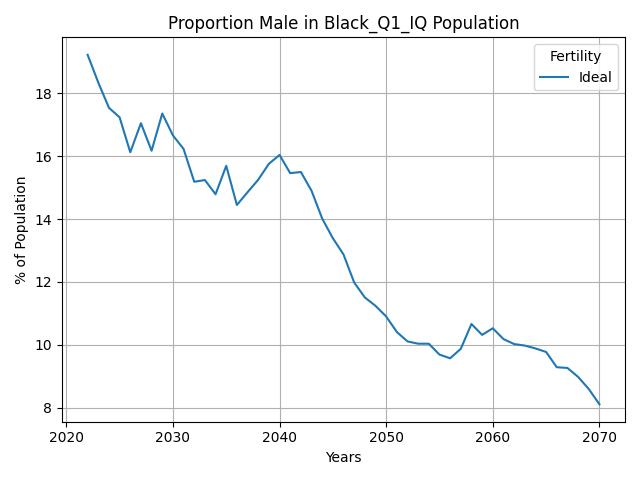 Proportion Male in Black_Q1_IQ Population
% of Population
18
16
14
12
10
8
Fertility
Ideal
2020
2030
2040
2050
2060
2070
Years